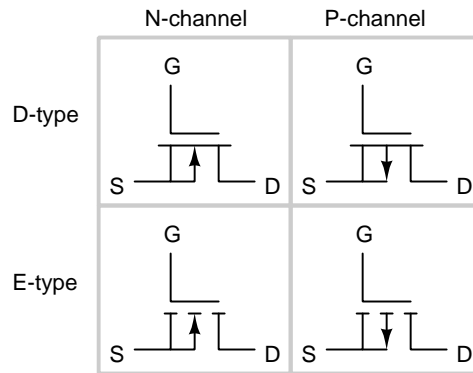 N-channel P-channel
G G
D-type
S D S D
G G
E-type
S D S D